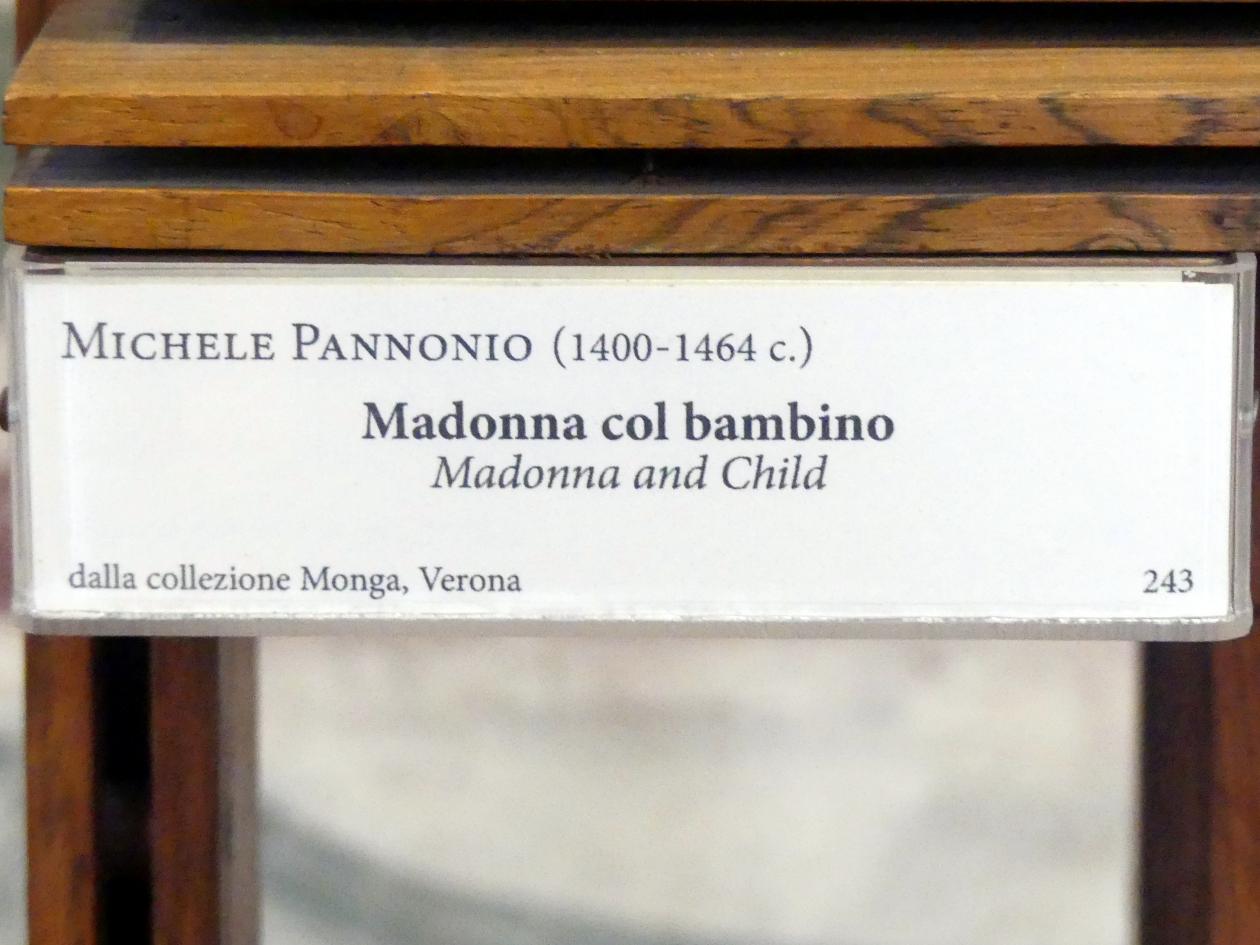 Michele Pannonio (1400-1464 c.)
Madonna col bambino
Madonna and Child
dalla collezione Monga, Verona
243